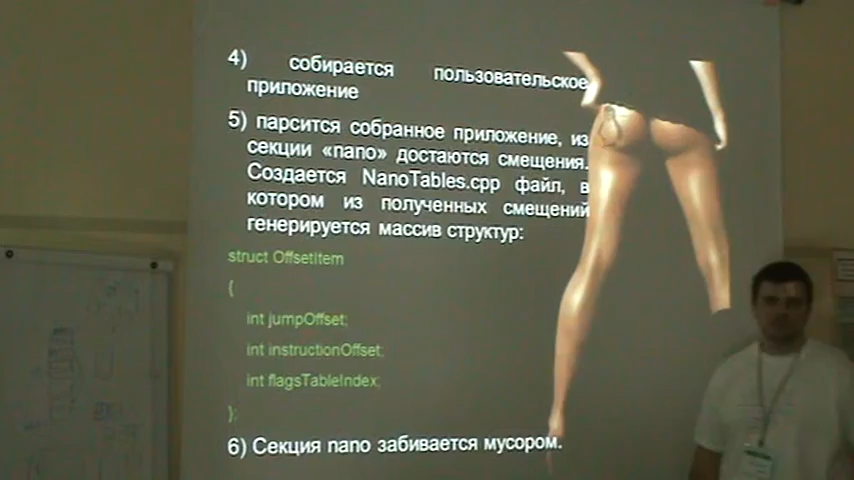 4) собирается пользовательское
приложение
5) парсится собранное приложение, из
секции «nano» достаются смещения.
Создается NanoTables.cpp файл, в
котором из полученных смещений
генерируется массив структур:
struct OffsetItem
{
int jumpOffset;
int instructionOffset;
int flagsTableIndex;
};
6) Секция nano забивается мусором.